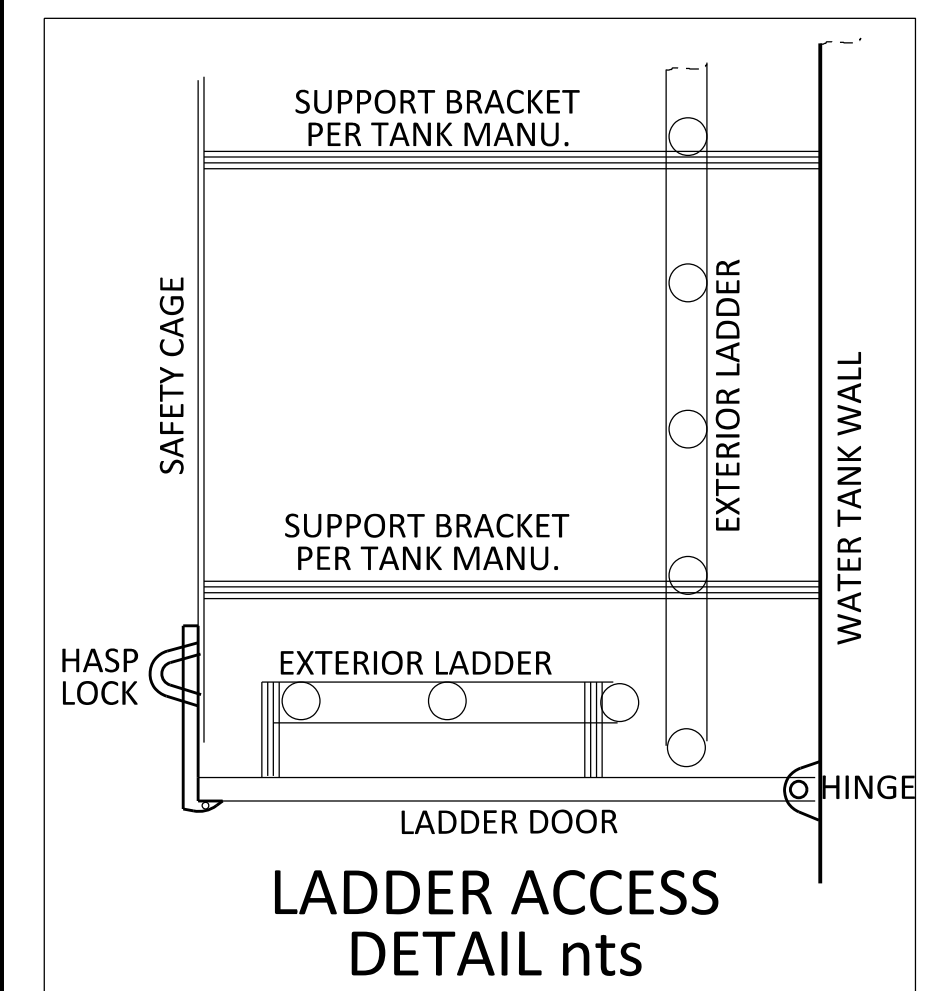 SUPPORT BRACKET
PER TANK MANU.
SAFETY CAGE
EXTERIOR LADDER
WATER TANK WALL
SUPPORT BRACKET
PER TANK MANU.
HASP
LOCK
EXTERIOR LADDER
HINGE
LADDER DOOR
LADDER ACCESS
DETAIL nts